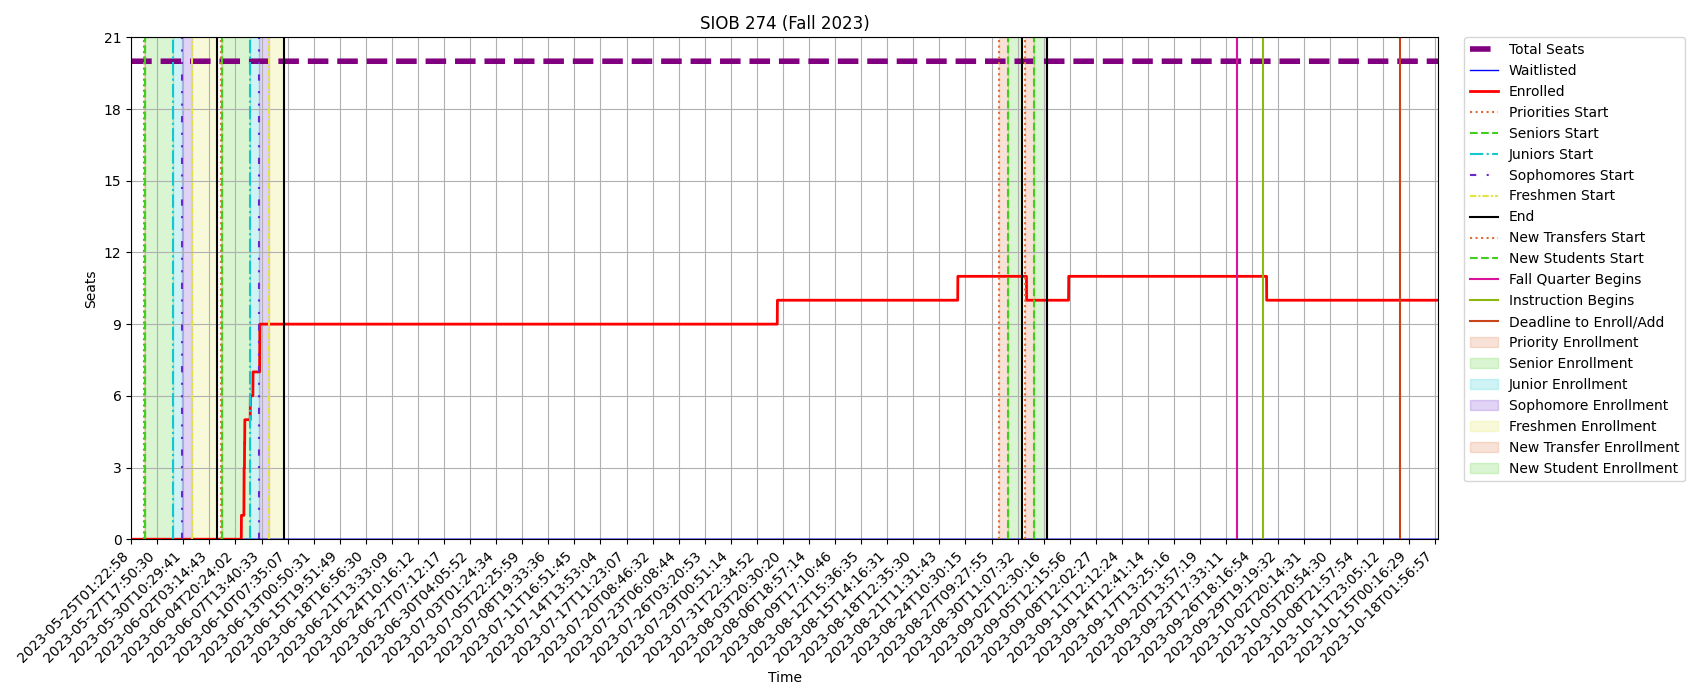 SIOB 274 (Fall 2023)
21
18
15
12
9
6
3
0
Seats
2023-05-25T01:22:58
2023-05-27T17:50:30
2023-05-30T10:29:41
2023-06-02T03:14:43
2023-06-04T20:24:02
2023-06-07T13:40:33
2023-06-10T07:35:07
2023-06-13T00:50:31
2023-06-15T19:51:49
2023-06-18T16:56:30
2023-06-21T13:33:09
2023-06-24T10:16:12
2023-06-27T07:12:17
2023-06-30T04:05:52
2023-07-03T01:24:34
2023-07-05T22:25:59
2023-07-08T19:33:36
2023-07-11T16:51:45
2023-07-14T13:53:04
2023-07-17T11:23:07
2023-07-20T08:46:32
2023-07-23T06:08:44
2023-07-26T03:20:53
2023-07-29T00:51:14
2023-07-31T22:34:52
2023-08-03T20:30:20
2023-08-06T18:57:14
2023-08-09T17:10:46
2023-08-12T15:36:35
2023-08-15T14:16:31
2023-08-18T12:35:30
2023-08-21T11:31:43
2023-08-24T10:30:15
2023-08-27T09:27:55
2023-08-30T11:07:32
2023-09-02T12:30:16
2023-09-05T12:15:56
2023-09-08T12:02:27
2023-09-11T12:12:24
2023-09-14T12:41:14
2023-09-17T13:25:16
2023-09-20T13:57:19
2023-09-23T17:33:11
2023-09-26T18:16:54
2023-09-29T19:19:32
2023-10-02T20:14:31
2023-10-05T20:54:30
2023-10-08T21:57:54
2023-10-11T23:05:12
2023-10-15T00:16:29
2023-10-18T01:56:57
Time
Total Seats
Waitlisted
Enrolled
Priorities Start
Seniors Start
Juniors Start
Sophomores Start
Freshmen Start
End
New Transfers Start
New Students Start
Fall Quarter Begins
Instruction Begins
Deadline to Enroll/Add
Priority Enrollment
Senior Enrollment
Junior Enrollment
Sophomore Enrollment
Freshmen Enrollment
New Transfer Enrollment
New Student Enrollment